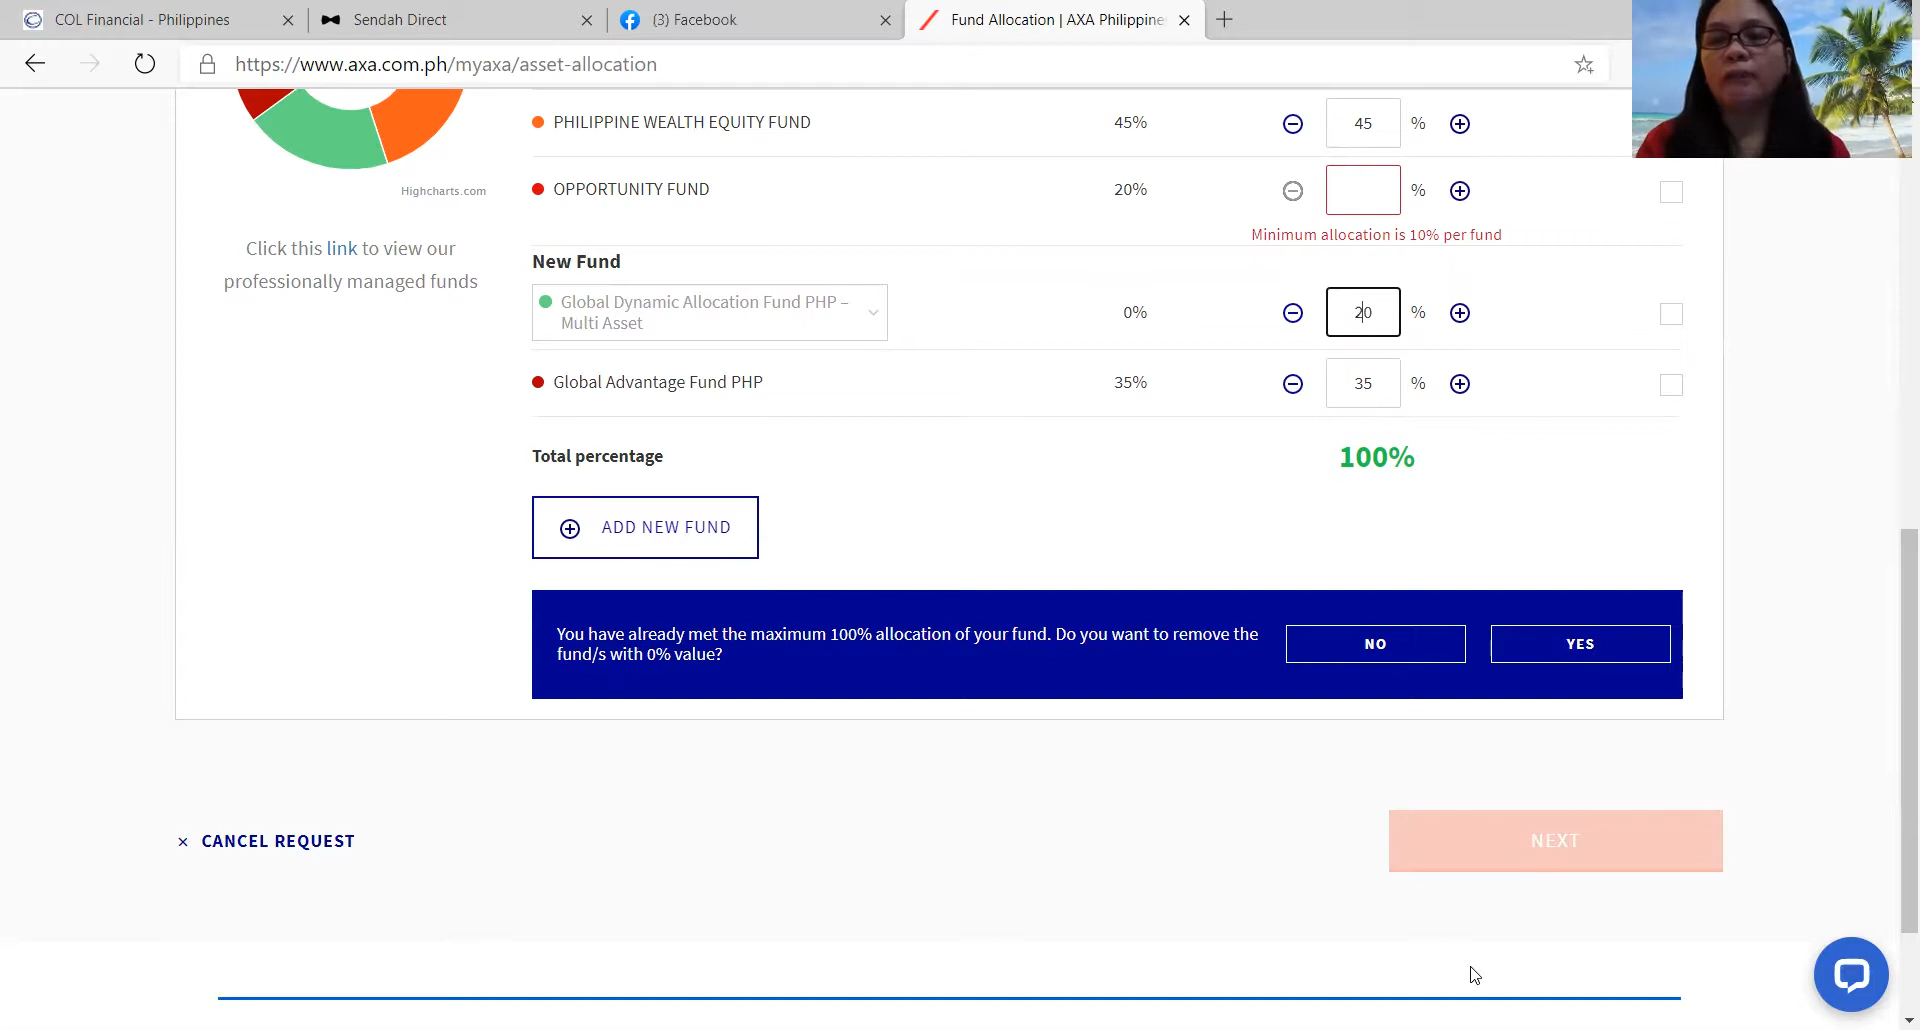 COL Financial - Philippines
Sendah Direct
(3) Facebook
Fund Allocation | AXA Philippine
https://www.axa.com.ph/myaxa/asset-allocation
PHILIPPINE WEALTH EQUITY FUND 45% 45 %
OPPORTUNITY FUND 20% %
Minimum allocation is 10% per fund
Highcharts.com
Click this link to view our
professionally managed funds
New Fund
Global Dynamic Allocation Fund PHP –
Multi Asset
0% 20 %
Global Advantage Fund PHP 35% 35 %
Total percentage 100%
ADD NEW FUND
You have already met the maximum 100% allocation of your fund. Do you want to remove the
fund/s with 0% value?
NO
YES
× CANCEL REQUEST
NEXT